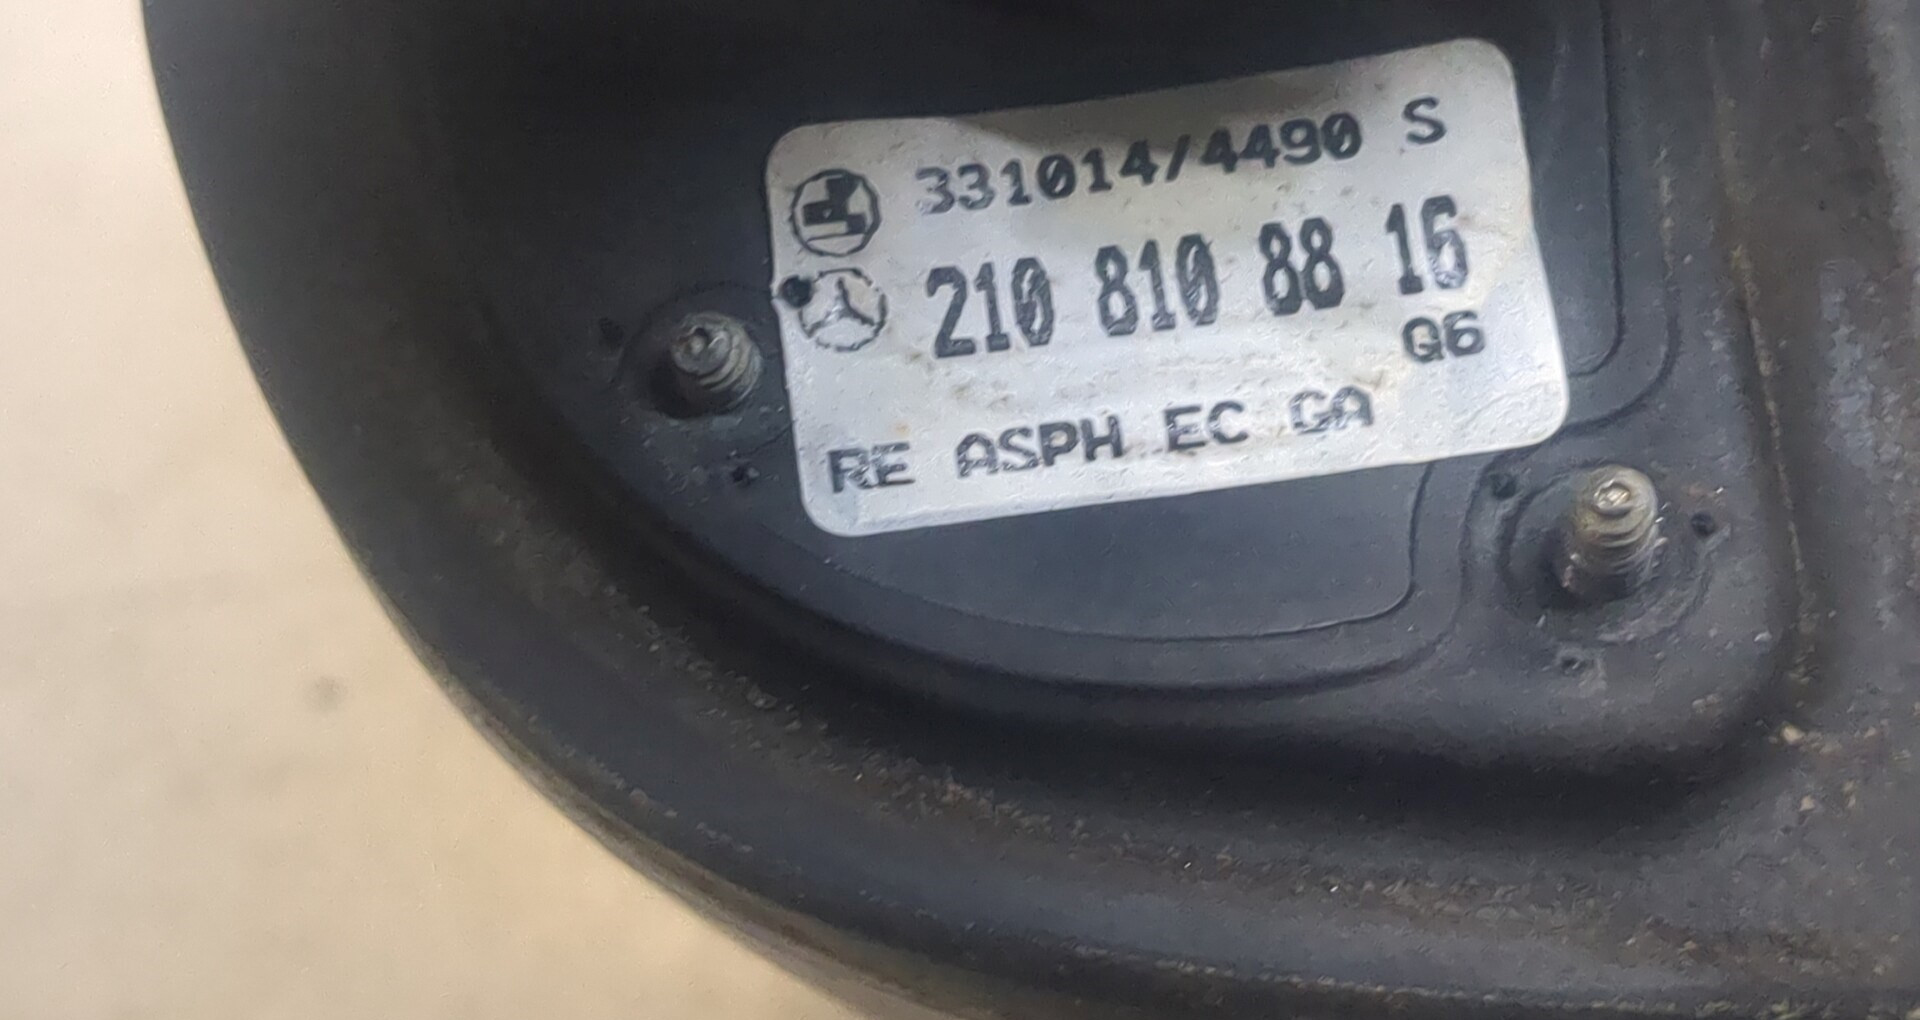 331014/4490 S
210 810 88 16
Q6
RE ASPH EC GA